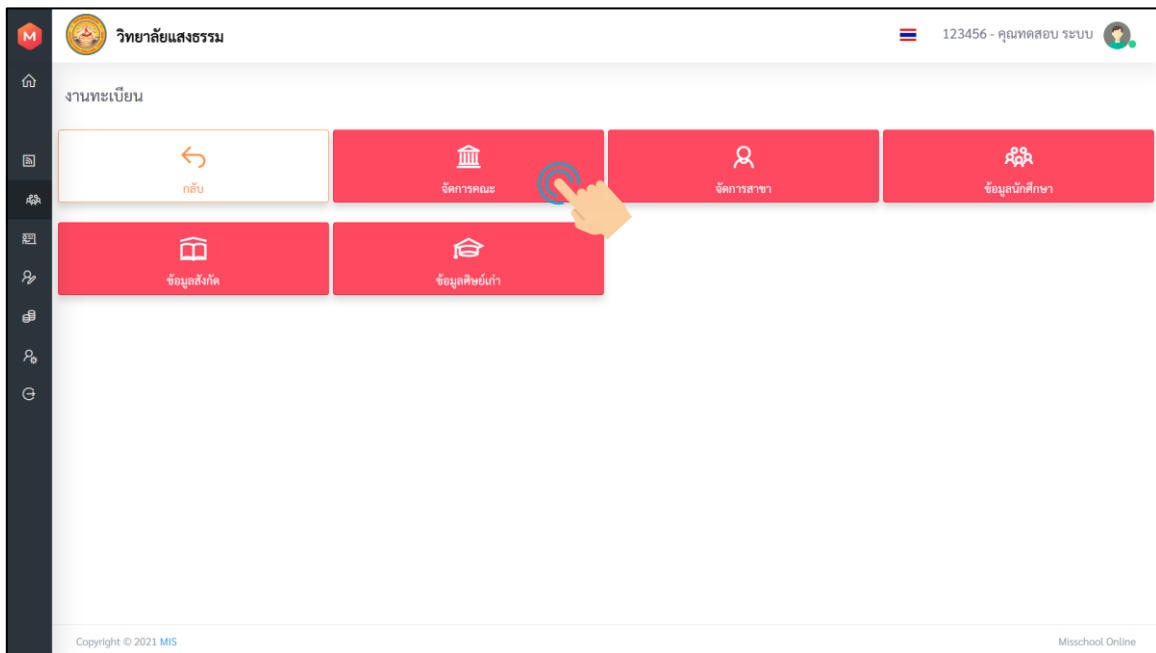 M
วิทยาลัยแสงธรรม
123456 - คุณทดสอบ ระบบ
งานทะเบียน
กลับ
จัดการคณะ
จัดการสาขา
ข้อมูลนักศึกษา
ข้อมูลสังกัด
ข้อมูลศิษย์เก่า
Copyright © 2021 MIS
Misschool Online